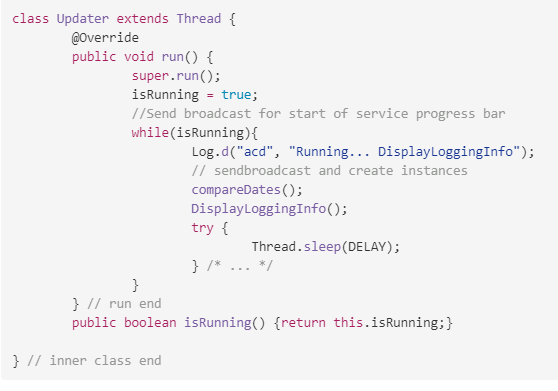 class Updater extends Thread {
@Override
public void run() {
super.run();
isRunning = true;
//Send broadcast for start of service progress bar
while(isRunning){
Log.d("acd", "Running... DisplayLoggingInfo");
// sendbroadcast and create instances
compareDates();
DisplayLoggingInfo();
try {
Thread.sleep(DELAY);
} /* ... */
}
} // run end
public boolean isRunning() {return this.isRunning;}
} // inner class end